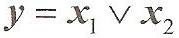 y = x₁ ∨ x₂